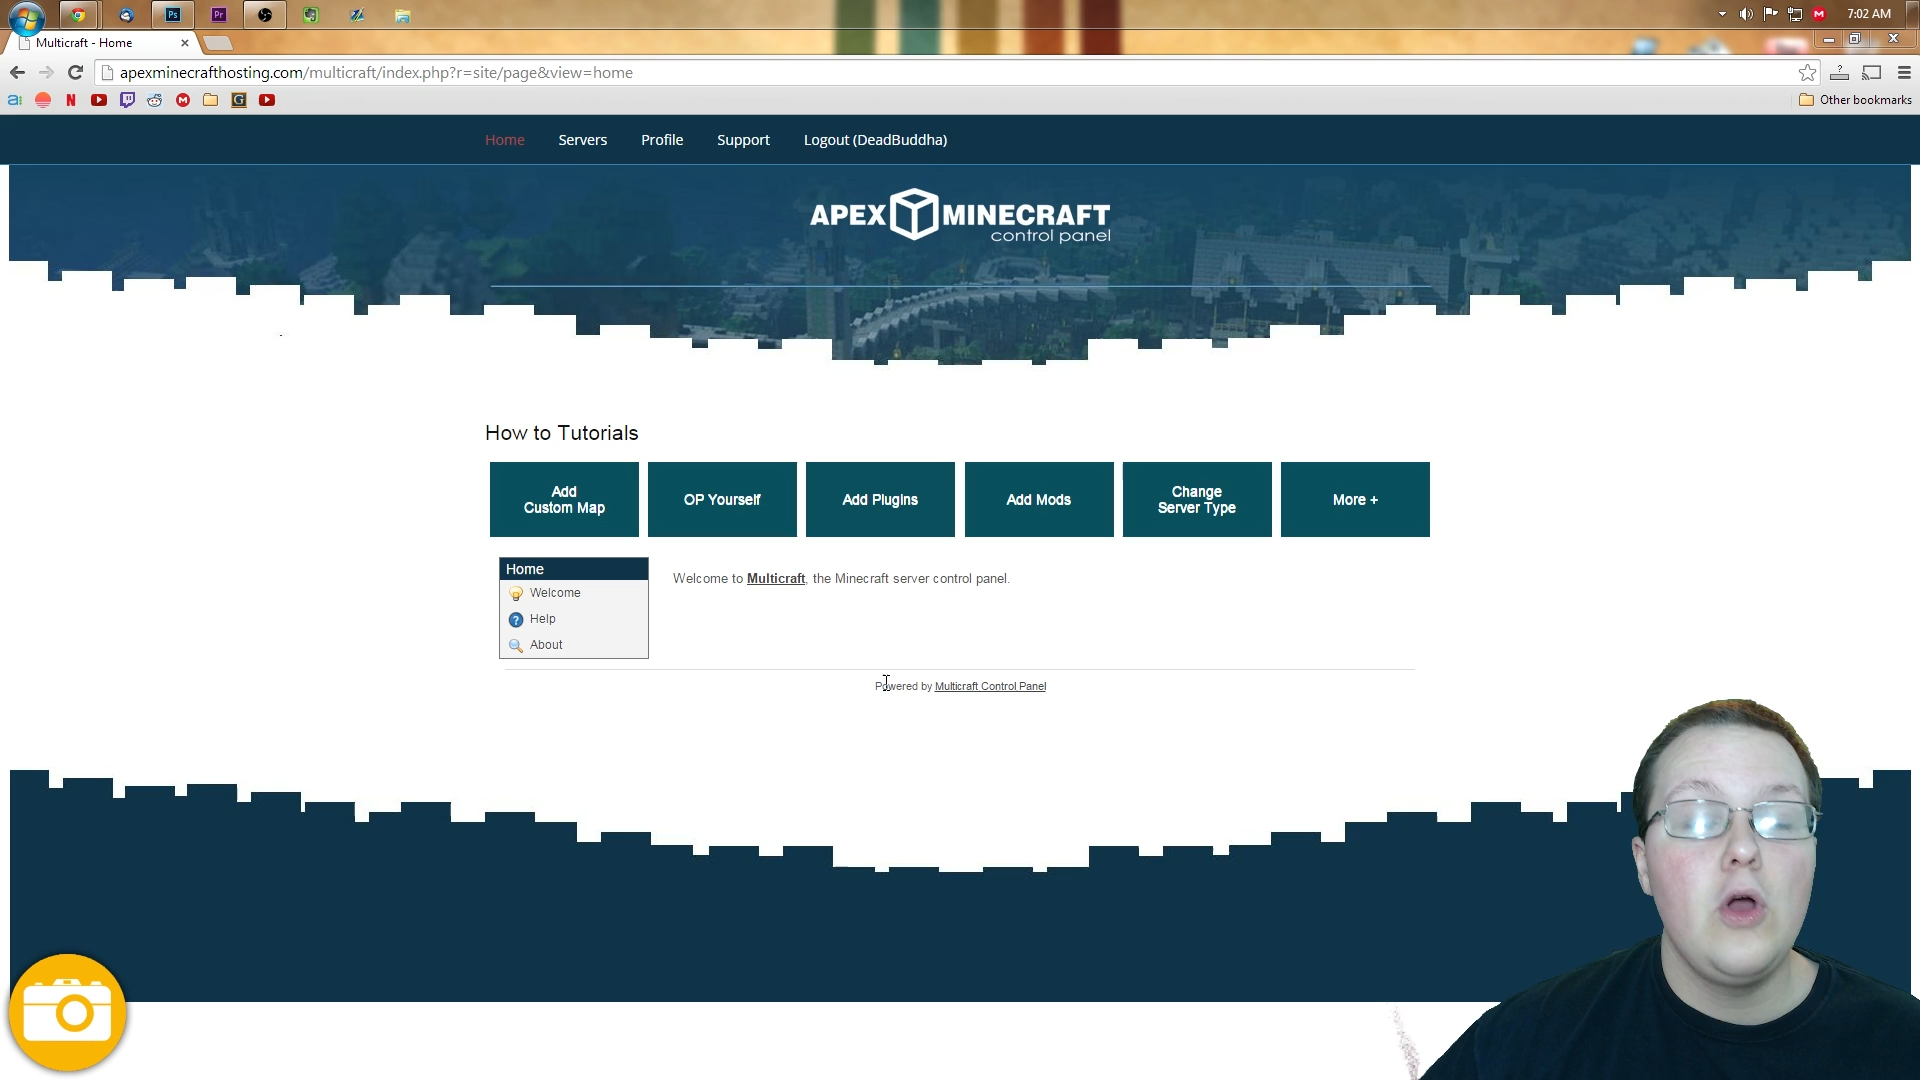 Ps
Pr
M
7:02 AM
Multicraft - Home
apexminecrafthosting.com/multicraft/index.php?r=site/page&view=home
?
a:
N
M
G
Other bookmarks
Home
Servers
Profile
Support
Logout (DeadBuddha)
APEX MINECRAFT
control panel
How to Tutorials
Add
Custom Map
OP Yourself
Add Plugins
Add Mods
Change
Server Type
More +
Home
Welcome
? Help
About
Welcome to Multicraft, the Minecraft server control panel.
Powered by Multicraft Control Panel